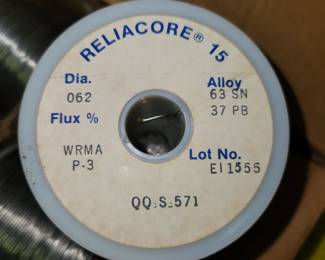 RELIACORE® 15
Dia.
062
Alloy
63 SN
37 PB
Flux %
WRMA
P-3
Lot No.
E11555
QQ-S-571